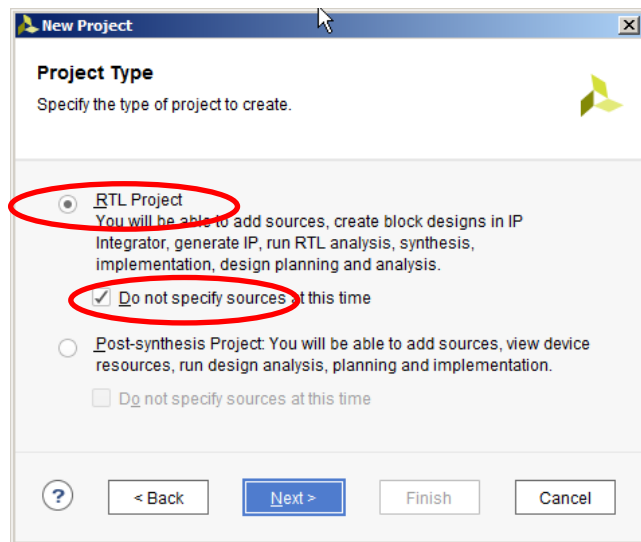 New Project
Project Type
Specify the type of project to create.
RTL Project
You will be able to add sources, create block designs in IP
Integrator, generate IP, run RTL analysis, synthesis,
implementation, design planning and analysis.
Do not specify sources at this time
Post-synthesis Project: You will be able to add sources, view device
resources, run design analysis, planning and implementation.
Do not specify sources at this time
? < Back Next > Finish Cancel